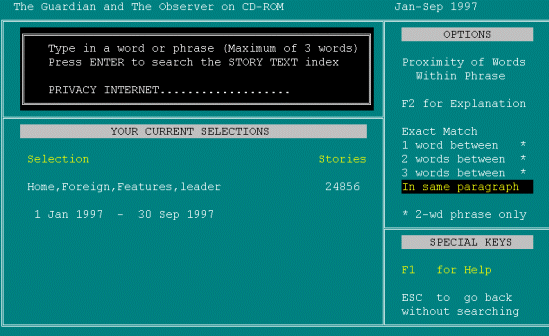 The Guardian and The Observer on CD-ROM
Jan-Sep 1997
Type in a word or phrase (Maximum of 3 words)
Press ENTER to search the STORY TEXT index
PRIVACY INTERNET...................
YOUR CURRENT SELECTIONS
Selection Stories
Home,Foreign,Features,leader 24856
1 Jan 1997 - 30 Sep 1997
OPTIONS
Proximity of Words
Within Phrase
F2 for Explanation
Exact Match
1 word between *
2 words between *
3 words between *
In same paragraph
* 2-wd phrase only
SPECIAL KEYS
F1 for Help
ESC to go back
without searching